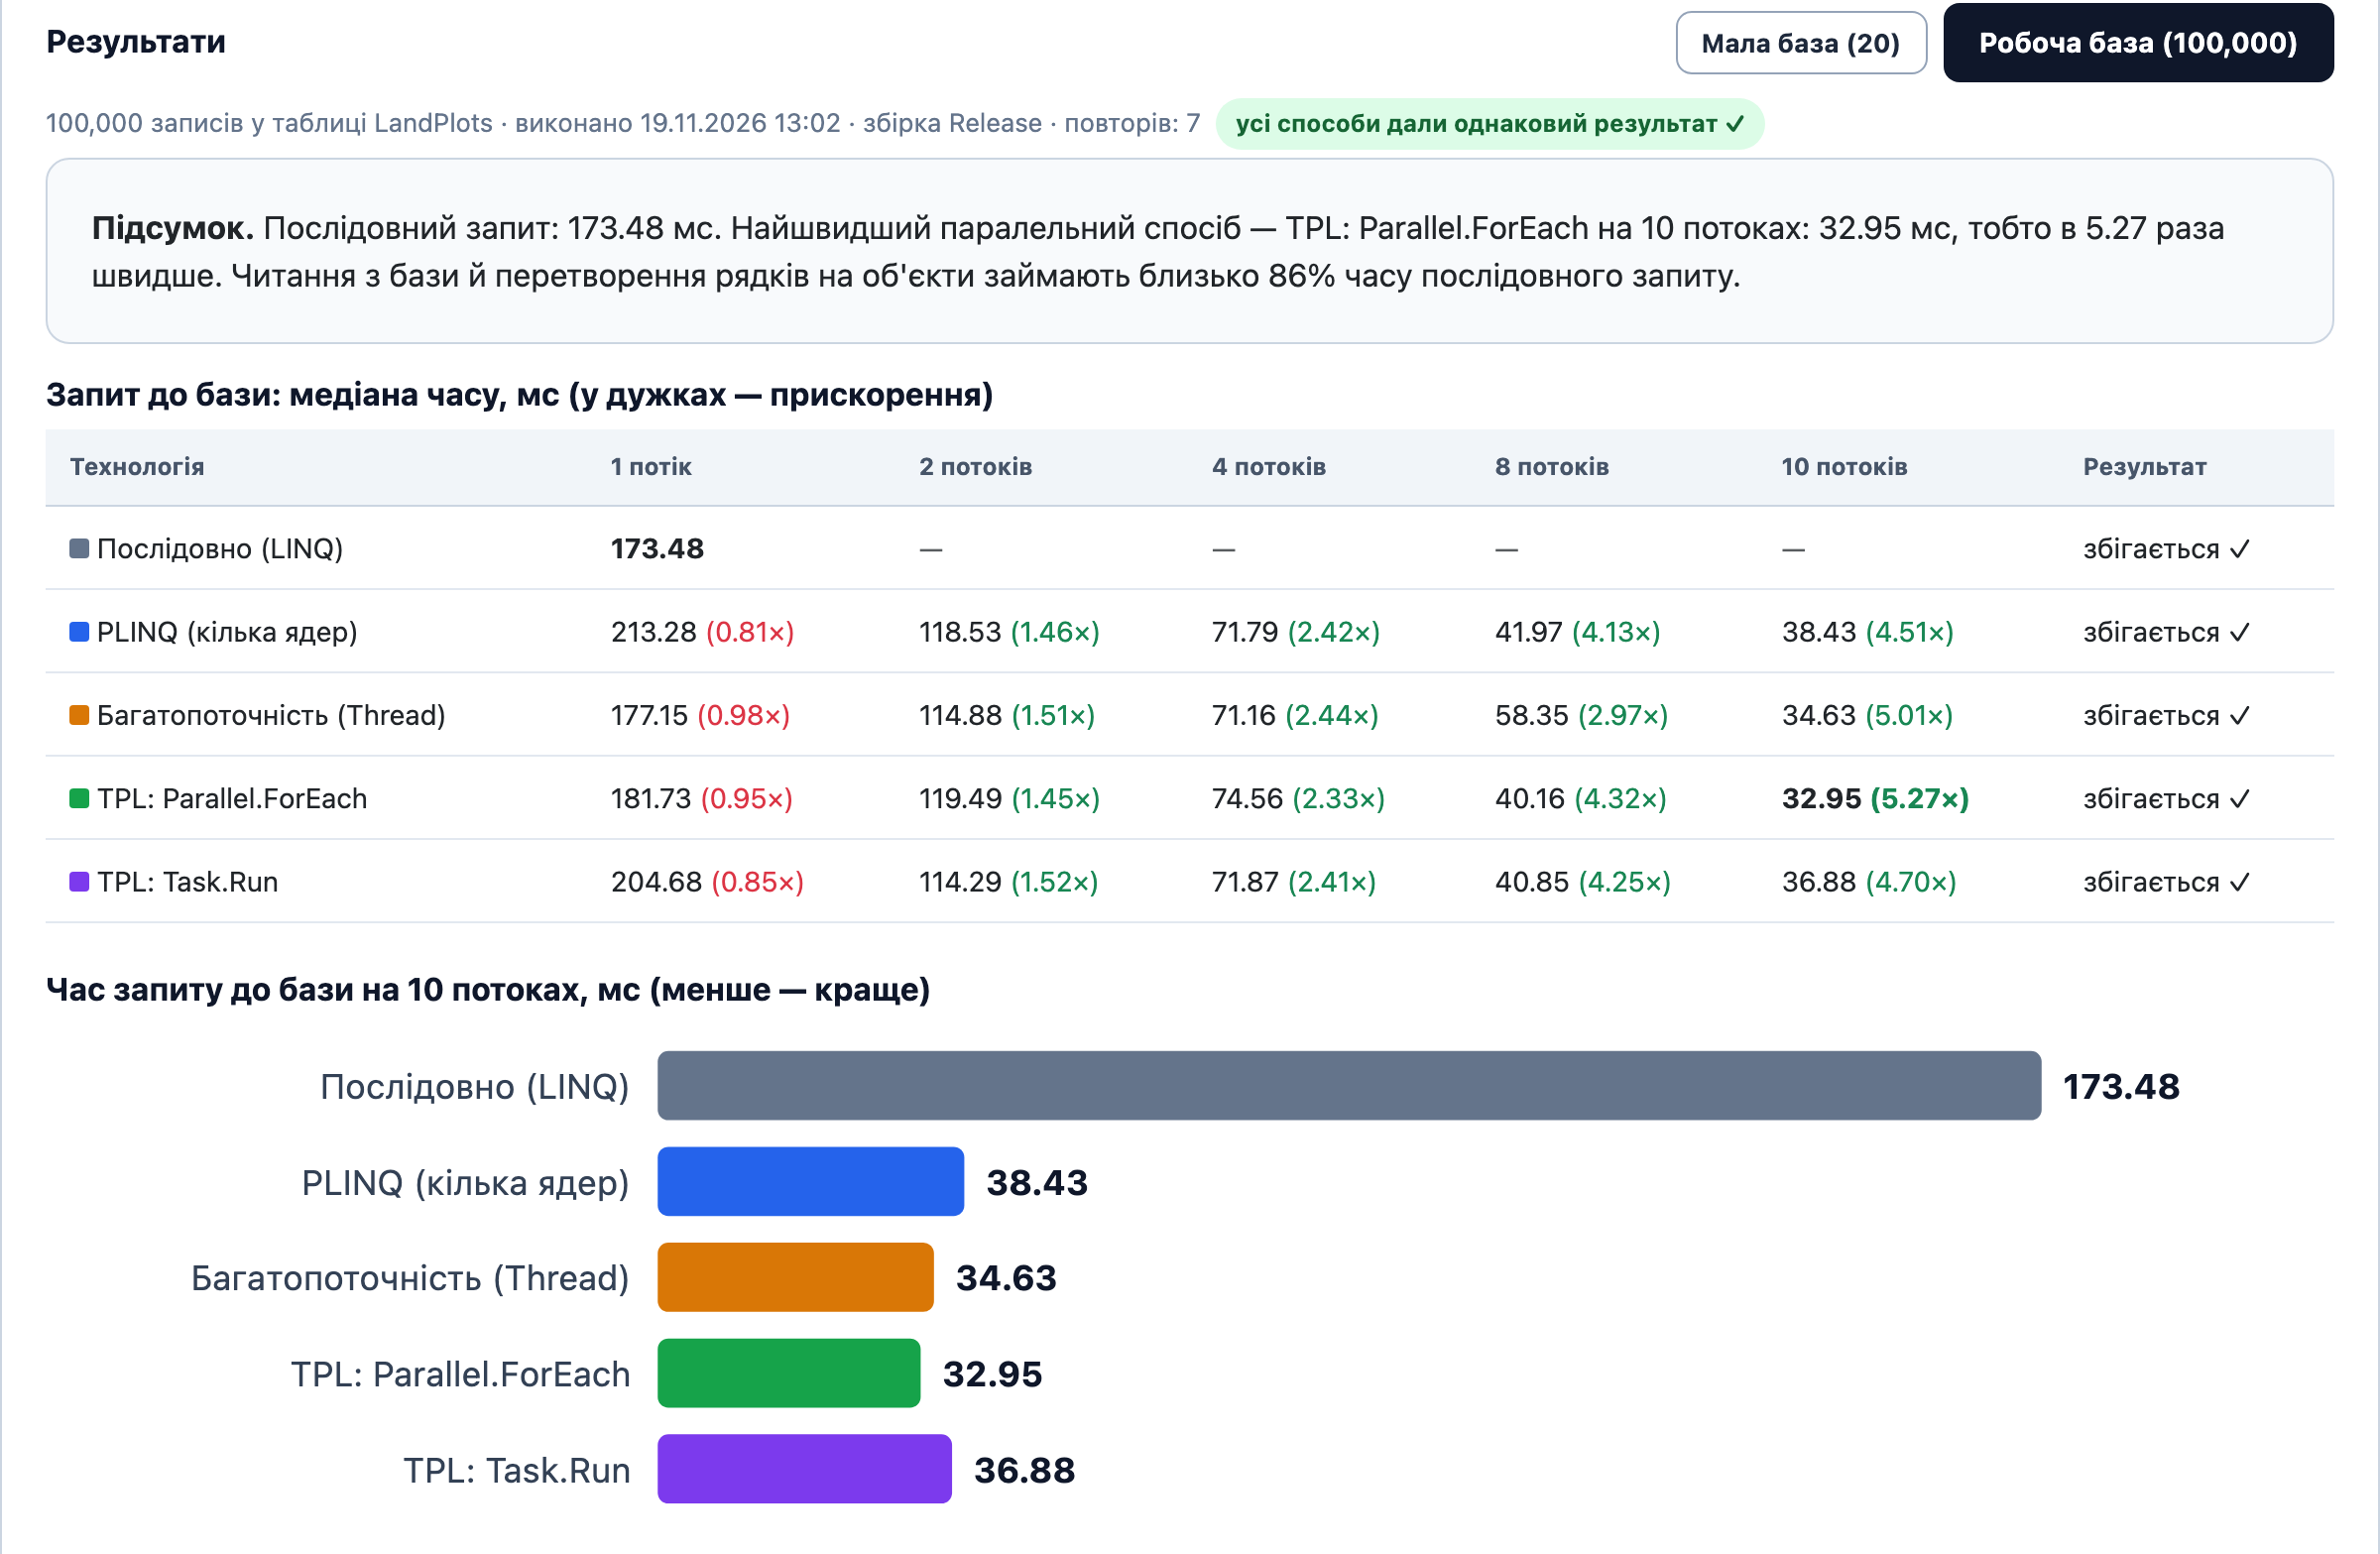 Результати
Мала база (20)
Робоча база (100,000)
100,000 записів у таблиці LandPlots · виконано 19.11.2026 13:02 · збірка Release · повторів: 7 усі способи дали однаковий результат ✓
Підсумок. Послідовний запит: 173.48 мс. Найшвидший паралельний спосіб — TPL: Parallel.ForEach на 10 потоках: 32.95 мс, тобто в 5.27 раза
швидше. Читання з бази й перетворення рядків на об'єкти займають близько 86% часу послідовного запиту.
Запит до бази: медіана часу, мс (у дужках — прискорення)
Технологія 1 потік 2 потоків 4 потоків 8 потоків 10 потоків Результат
Послідовно (LINQ) 173.48 — — — — збігається ✓
PLINQ (кілька ядер) 213.28 (0.81×) 118.53 (1.46×) 71.79 (2.42×) 41.97 (4.13×) 38.43 (4.51×) збігається ✓
Багатопоточність (Thread) 177.15 (0.98×) 114.88 (1.51×) 71.16 (2.44×) 58.35 (2.97×) 34.63 (5.01×) збігається ✓
TPL: Parallel.ForEach 181.73 (0.95×) 119.49 (1.45×) 74.56 (2.33×) 40.16 (4.32×) 32.95 (5.27×) збігається ✓
TPL: Task.Run 204.68 (0.85×) 114.29 (1.52×) 71.87 (2.41×) 40.85 (4.25×) 36.88 (4.70×) збігається ✓
Час запиту до бази на 10 потоках, мс (менше — краще)
Послідовно (LINQ) 173.48
PLINQ (кілька ядер) 38.43
Багатопоточність (Thread) 34.63
TPL: Parallel.ForEach 32.95
TPL: Task.Run 36.88